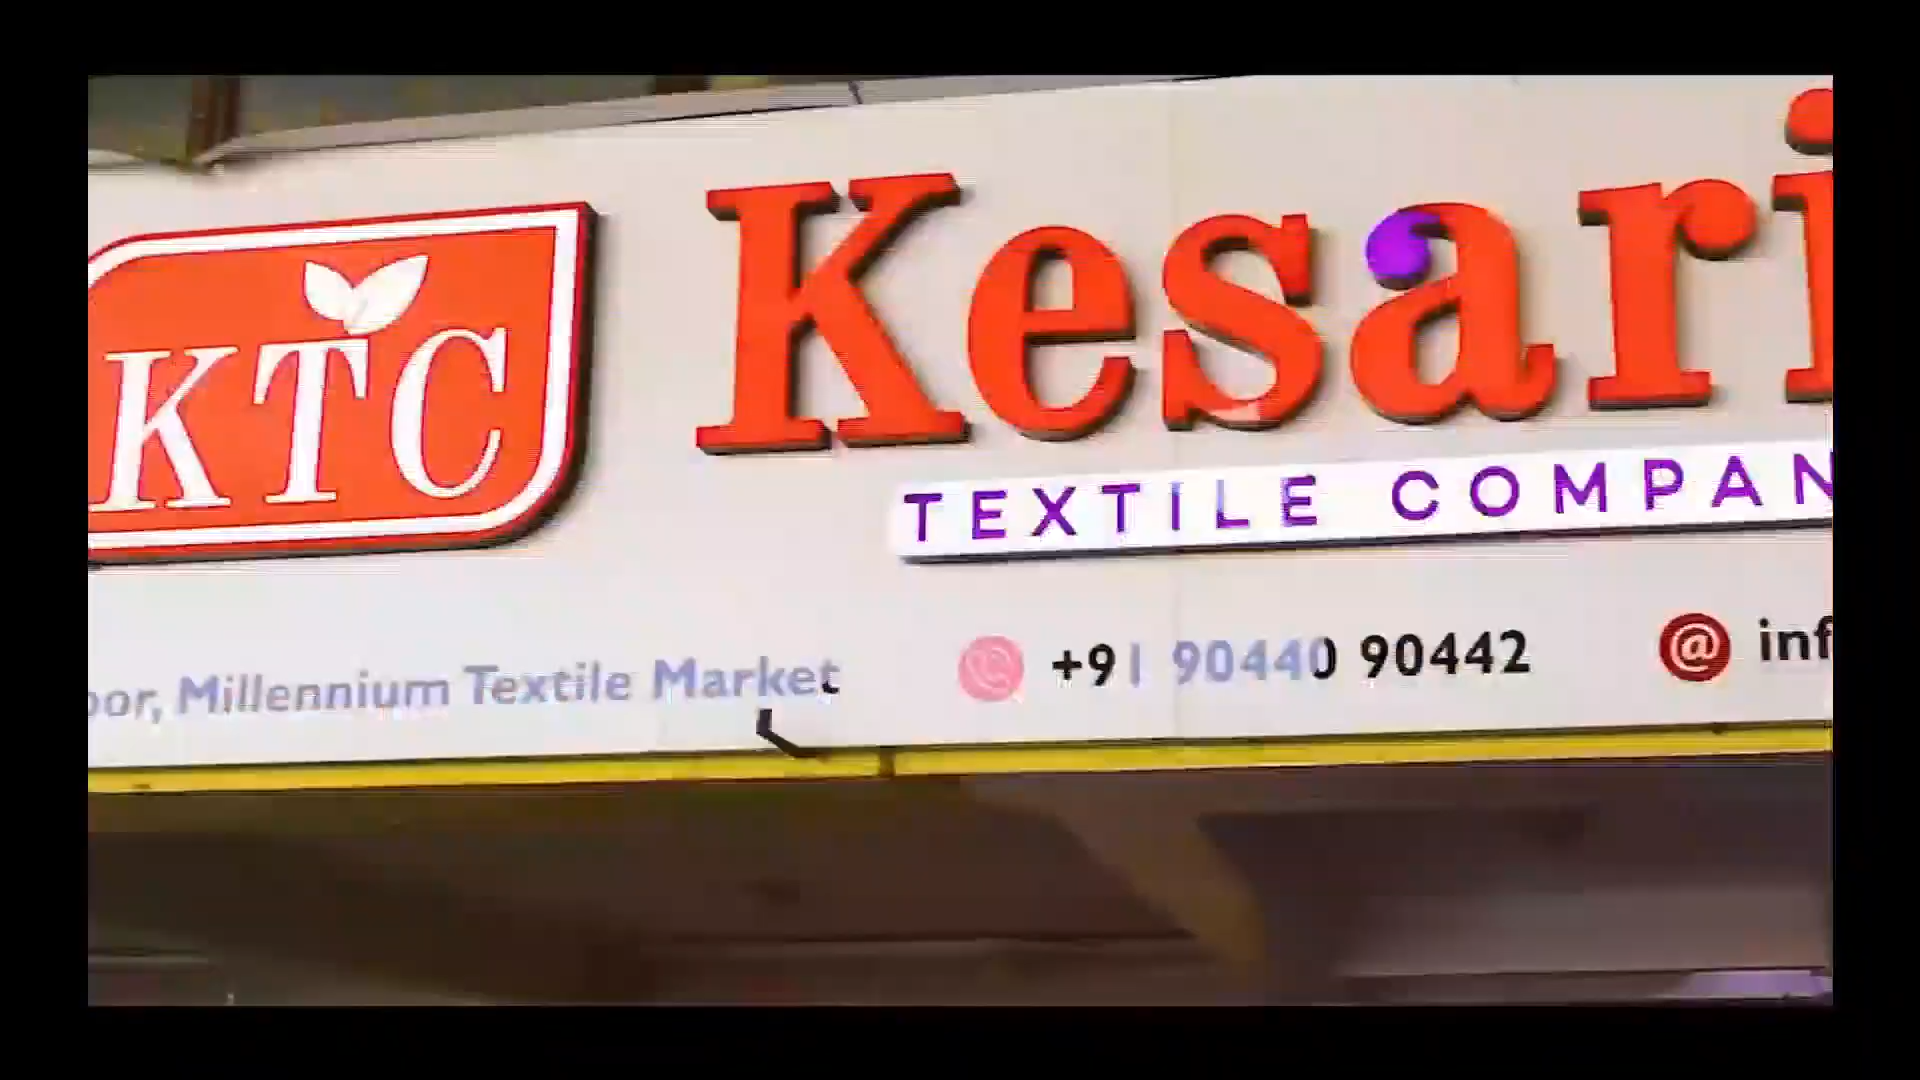 KTC
Kesari
TEXTILE COMPAN
oor, Millennium Textile Market +91 90440 90442 @ inf